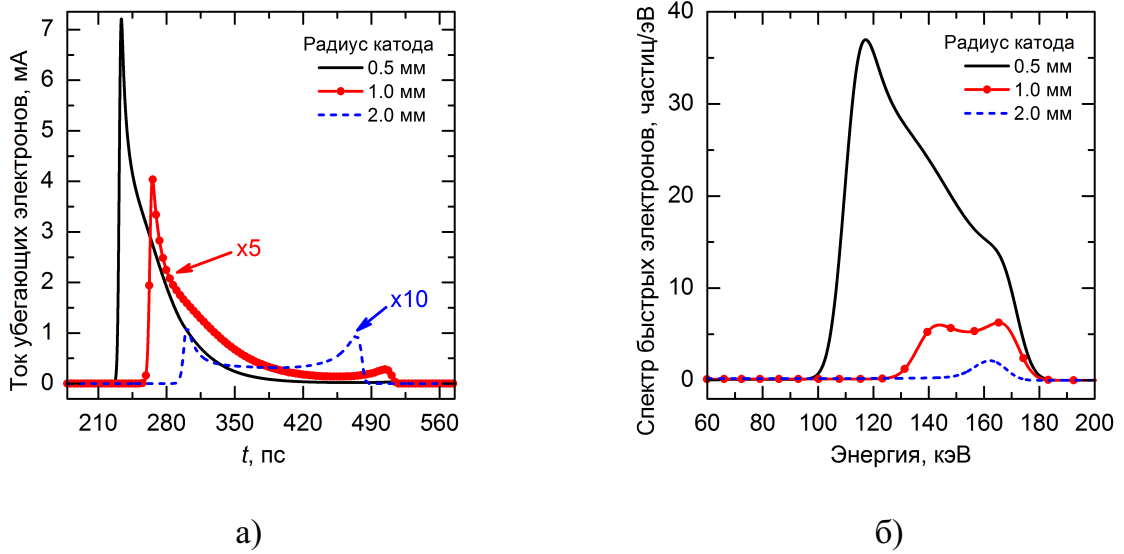 Ток убегающих электронов, мА
7
6
5
4
3
2
1
0
Радиус катода
0.5 мм
1.0 мм
2.0 мм
x5
x10
210 280 350 420 490 560
t, пс
а)
Спектр быстрых электронов, частиц/эВ
40
30
20
10
0
Радиус катода
0.5 мм
1.0 мм
2.0 мм
60 80 100 120 140 160 180 200
Энергия, кэВ
б)